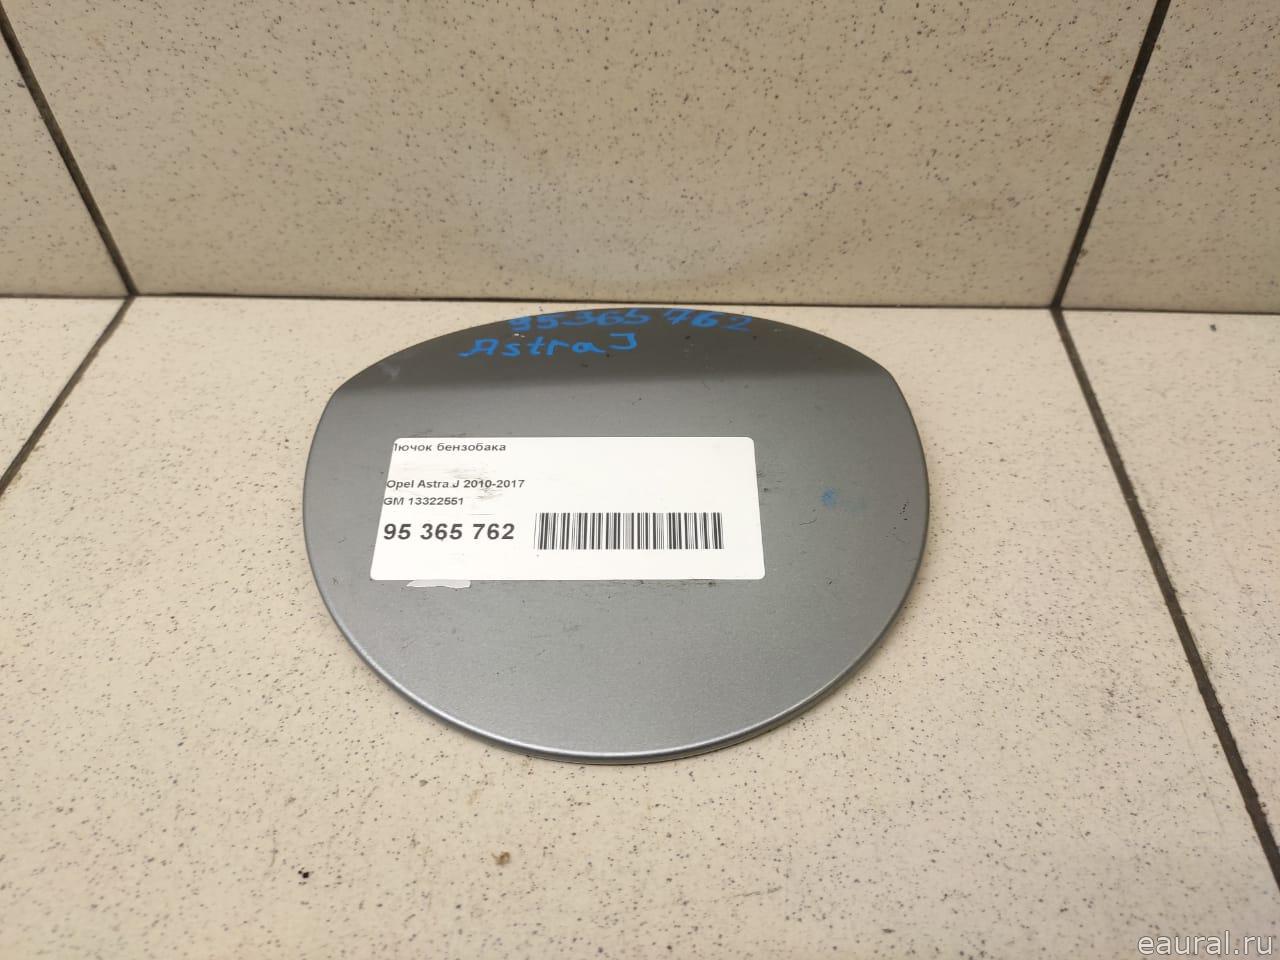 95365762
Astra J
Лючок бензобака
Opel Astra J 2010-2017
GM 13322551
95 365 762
eaural.ru